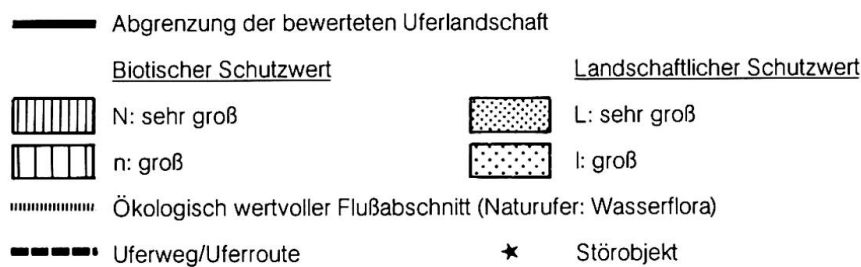 Abgrenzung der bewerteten Uferlandschaft
Biotischer Schutzwert Landschaftlicher Schutzwert
N: sehr groß L: sehr groß
n: groß l: groß
Ökologisch wertvoller Flußabschnitt (Naturufer: Wasserflora)
Uferweg/Uferroute Störobjekt